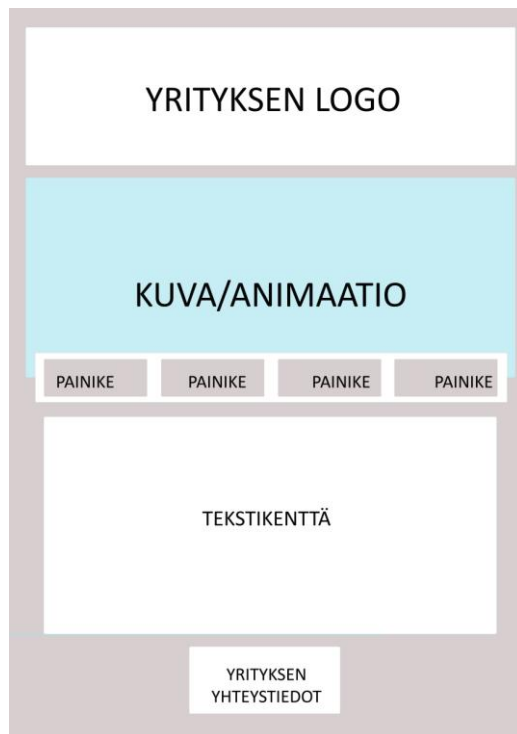 YRITYKSEN LOGO
KUVA/ANIMAATIO
PAINIKE PAINIKE PAINIKE PAINIKE
TEKSTIKENTTÄ
YRITYKSEN
YHTEYSTIEDOT